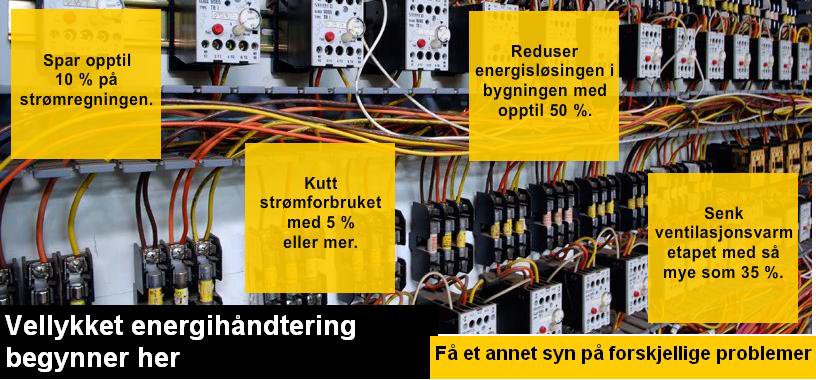 Spar opptil
10 % på
strømregningen.
Reduser
energisløsingen i
bygningen med
opptil 50 %.
Kutt
strømforbruket
med 5 %
eller mer.
Senk
ventilasjonsvarm
etapet med så
mye som 35 %.
Vellykket energihåndtering
begynner her
Få et annet syn på forskjellige problemer